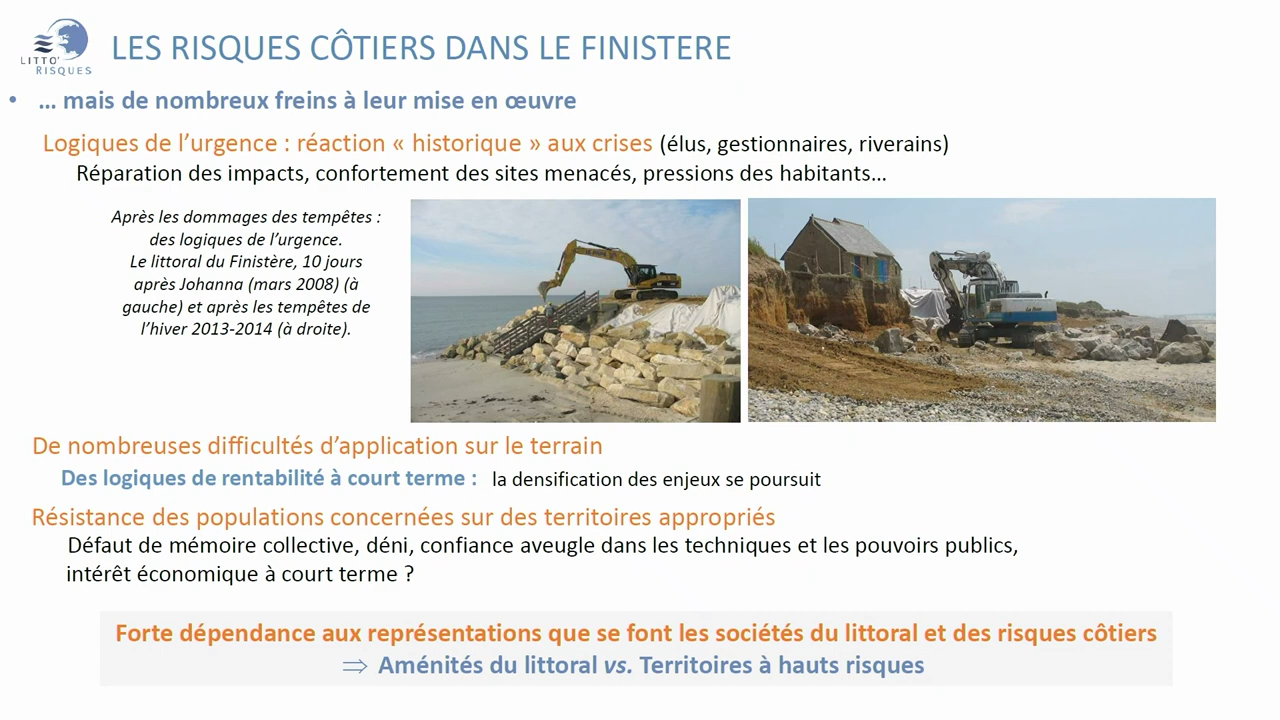 LITTO'
RISQUES
LES RISQUES CÔTIERS DANS LE FINISTERE
• … mais de nombreux freins à leur mise en œuvre
Logiques de l’urgence : réaction « historique » aux crises (élus, gestionnaires, riverains)
Réparation des impacts, confortement des sites menacés, pressions des habitants…
Après les dommages des tempêtes :
des logiques de l’urgence.
Le littoral du Finistère, 10 jours
après Johanna (mars 2008) (à
gauche) et après les tempêtes de
l’hiver 2013-2014 (à droite).
De nombreuses difficultés d’application sur le terrain
Des logiques de rentabilité à court terme : la densification des enjeux se poursuit
Résistance des populations concernées sur des territoires appropriés
Défaut de mémoire collective, déni, confiance aveugle dans les techniques et les pouvoirs publics,
intérêt économique à court terme ?
Forte dépendance aux représentations que se font les sociétés du littoral et des risques côtiers
⇒ Aménités du littoral vs. Territoires à hauts risques